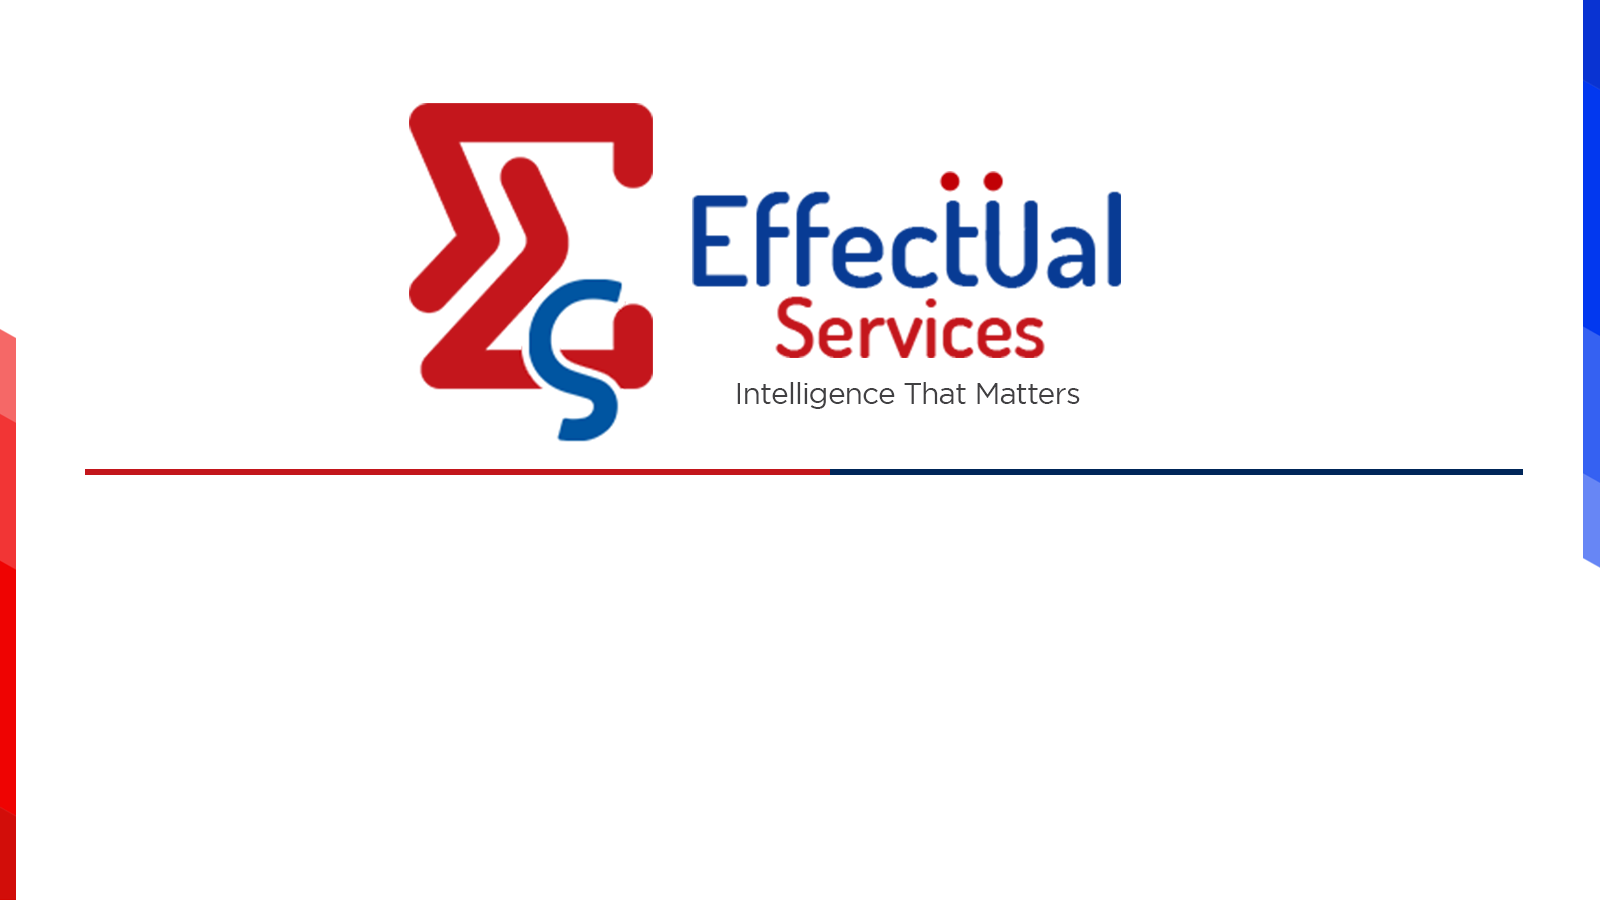 EffectUal
Services
Intelligence That Matters